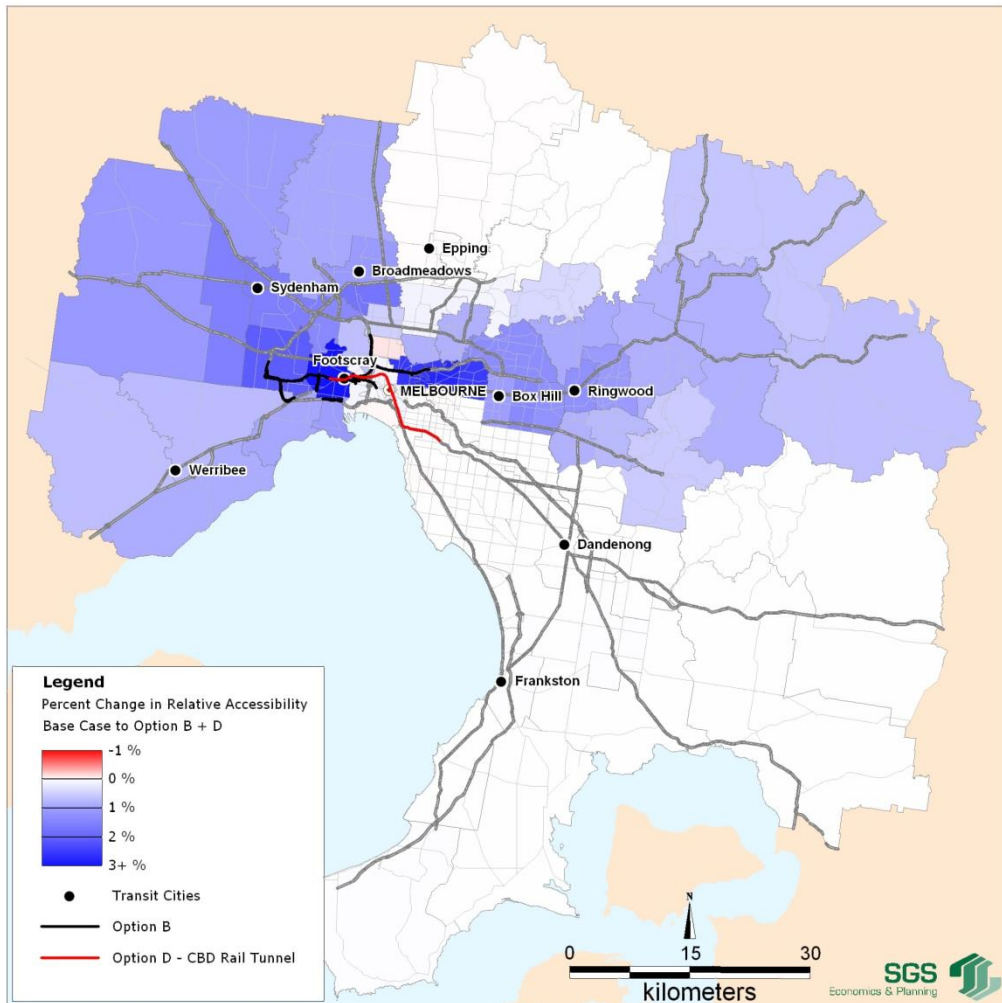 Epping
Broadmeadows
Sydenham
Footscray
MELBOURNE
Box Hill
Ringwood
Werribee
Dandenong
Frankston
Legend
Percent Change in Relative Accessibility
Base Case to Option B + D
-1 %
0 %
1 %
2 %
3+ %
Transit Cities
Option B
Option D - CBD Rail Tunnel
N
0 15 30
kilometers
SGS
Economics & Planning